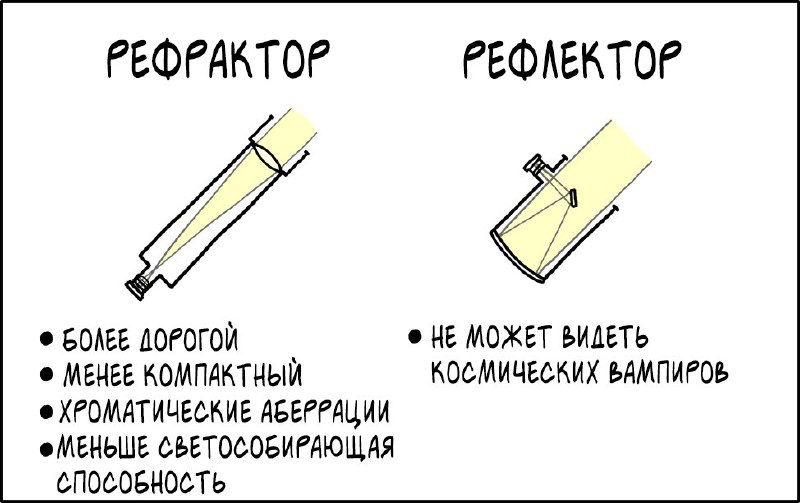 РЕФРАКТОР
БОЛЕЕ ДОРОГОЙ
МЕНЕЕ КОМПАКТНЫЙ
ХРОМАТИЧЕСКИЕ АБЕРРАЦИИ
МЕНЬШЕ СВЕТОСОБИРАЮЩАЯ
СПОСОБНОСТЬ
РЕФЛЕКТОР
НЕ МОЖЕТ ВИДЕТЬ
КОСМИЧЕСКИХ ВАМПИРОВ